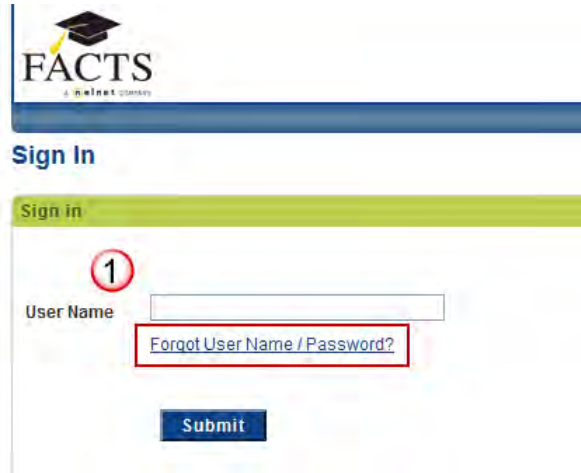 FACTS
a nelnet company
Sign In
Sign in
1
User Name
Forgot User Name / Password?
Submit